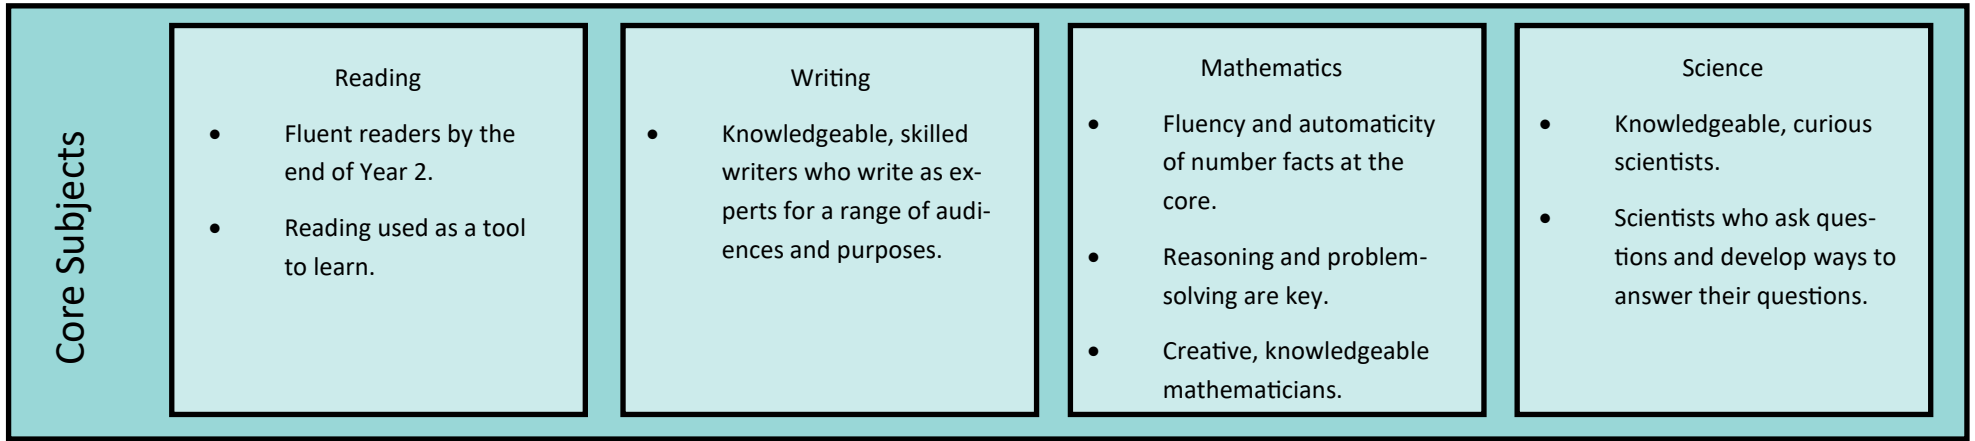 Core Subjects
Reading
• Fluent readers by the
end of Year 2.
• Reading used as a tool
to learn.
Writing
• Knowledgeable, skilled
writers who write as ex-
perts for a range of audi-
ences and purposes.
Mathematics
• Fluency and automaticity
of number facts at the
core.
• Reasoning and problem-
solving are key.
• Creative, knowledgeable
mathematicians.
Science
• Knowledgeable, curious
scientists.
• Scientists who ask ques-
tions and develop ways to
answer their questions.